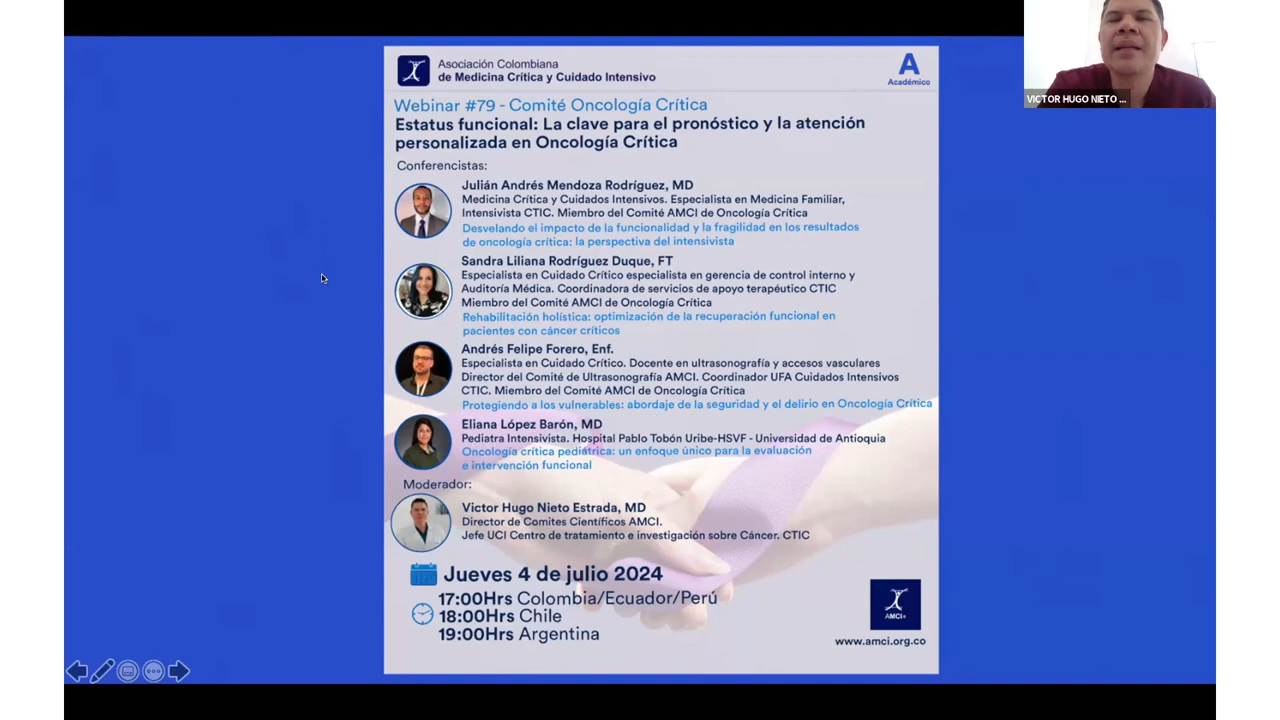 Asociación Colombiana
de Medicina Crítica y Cuidado Intensivo
A
Académico
VICTOR HUGO NIETO ...
Webinar #79 - Comité Oncología Crítica
Estatus funcional: La clave para el pronóstico y la atención
personalizada en Oncología Crítica
Conferencistas:
Julián Andrés Mendoza Rodríguez, MD
Medicina Crítica y Cuidados Intensivos. Especialista en Medicina Familiar,
Intensivista CTIC. Miembro del Comité AMCI de Oncología Crítica
Desvelando el impacto de la funcionalidad y la fragilidad en los resultados
de oncología crítica: la perspectiva del intensivista
Sandra Liliana Rodríguez Duque, FT
Especialista en Cuidado Crítico especialista en gerencia de control interno y
Auditoría Médica. Coordinadora de servicios de apoyo terapéutico CTIC
Miembro del Comité AMCI de Oncología Crítica
Rehabilitación holística: optimización de la recuperación funcional en
pacientes con cáncer críticos
Andrés Felipe Forero, Enf.
Especialista en Cuidado Crítico. Docente en ultrasonografía y accesos vasculares
Director del Comité de Ultrasonografía AMCI. Coordinador UFA Cuidados Intensivos
CTIC. Miembro del Comité AMCI de Oncología Crítica
Protegiendo a los vulnerables: abordaje de la seguridad y el delirio en Oncología Crítica
Eliana López Barón, MD
Pediatra Intensivista. Hospital Pablo Tobón Uribe-HSVF - Universidad de Antioquia
Oncología crítica pediátrica: un enfoque único para la evaluación
e intervención funcional
Moderador:
Victor Hugo Nieto Estrada, MD
Director de Comites Científicos AMCI.
Jefe UCI Centro de tratamiento e investigación sobre Cáncer. CTIC
Jueves 4 de julio 2024
17:00Hrs Colombia/Ecuador/Perú
18:00Hrs Chile
19:00Hrs Argentina
AMCI+
www.amci.org.co